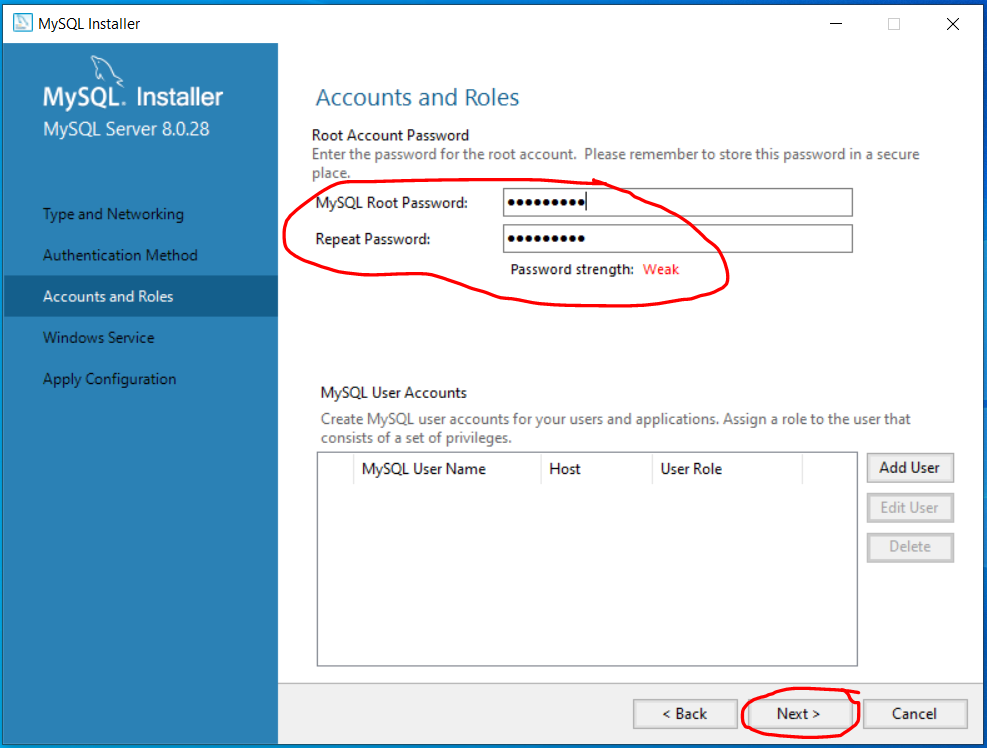 MySQL Installer
MySQL. Installer
MySQL Server 8.0.28
Type and Networking
Authentication Method
Accounts and Roles
Windows Service
Apply Configuration
Accounts and Roles
Root Account Password
Enter the password for the root account. Please remember to store this password in a secure
place.
MySQL Root Password: ●●●●●●●●●
Repeat Password: ●●●●●●●●●
Password strength: Weak
MySQL User Accounts
Create MySQL user accounts for your users and applications. Assign a role to the user that
consists of a set of privileges.
MySQL User Name Host User Role
Add User
Edit User
Delete
< Back Next > Cancel